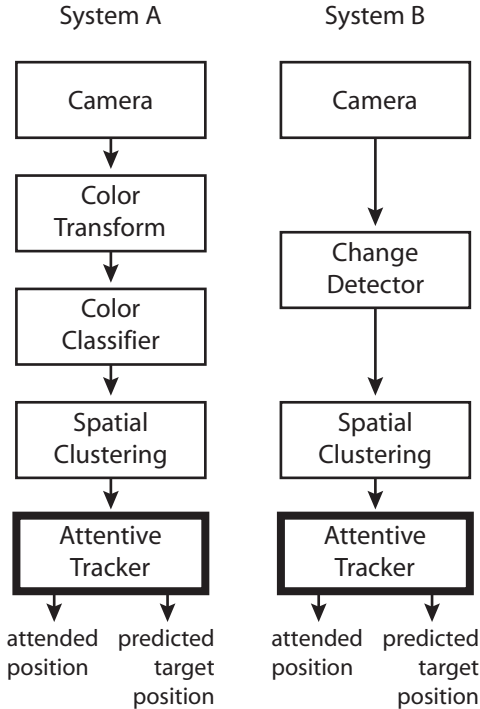 System A
Camera
Color
Transform
Color
Classifier
Spatial
Clustering
Attentive
Tracker
attended
position
predicted
target
position
System B
Camera
Change
Detector
Spatial
Clustering
Attentive
Tracker
attended
position
predicted
target
position